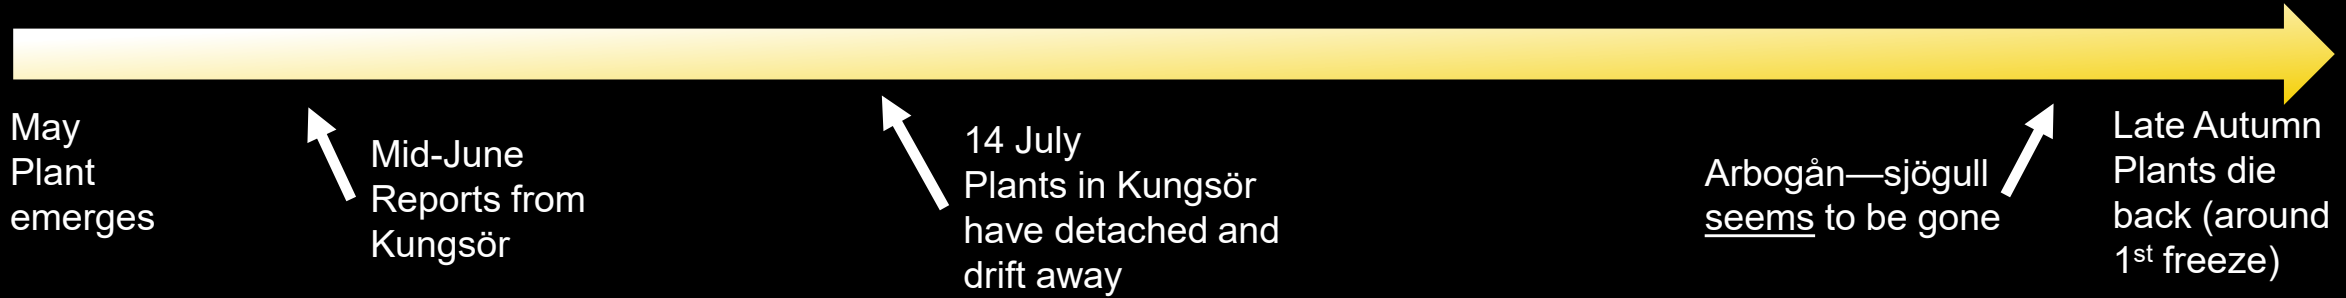 May
Plant
emerges
Mid-June
Reports from
Kungsör
14 July
Plants in Kungsör
have detached and
drift away
Arbogån—sjögull
seems to be gone
Late Autumn
Plants die
back (around
1st freeze)